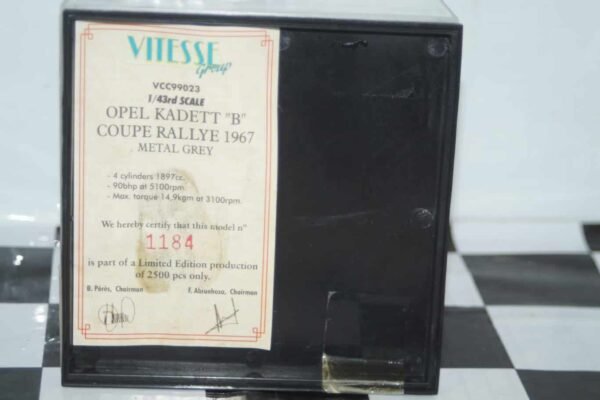 VITESSE
Group
VCC99023
1/43rd SCALE
OPEL KADETT "B"
COUPE RALLYE 1967
METAL GREY
- 4 cylinders 1897cc.
- 90bhp at 5100rpm.
- Max. torque 14,9kgm at 3100rpm.
We hereby certify that this model nº
1184
is part of a Limited Edition production
of 2500 pcs only.
B. Pérès, Chairman F. Abrunhosa, Chairman